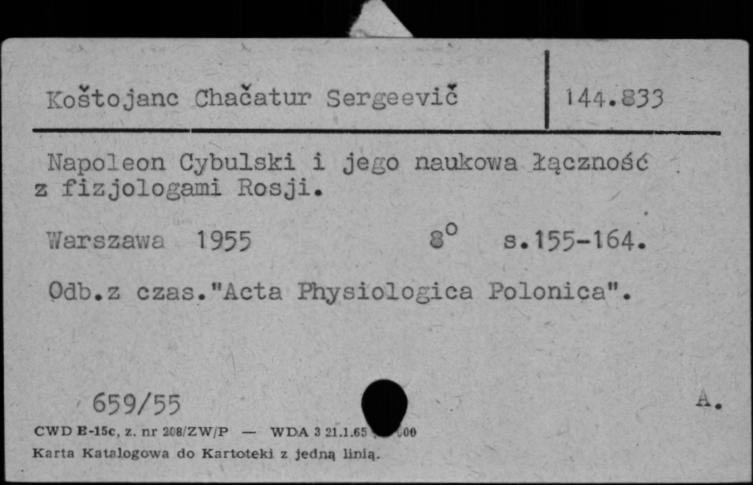 Koštojanc Chačatur Sergeevič 144.833
Napoleon Cybulski i jego naukowa łączność
z fizjologami Rosji.
Warszawa 1955 8° s.155-164.
Odb.z czas."Acta Physiologica Polonica".
659/55 A.
CWD E-15c, z. nr 208/ZW/P — WDA 3 21.1.65
Karta Katalogowa do Kartoteki z jedną linią.